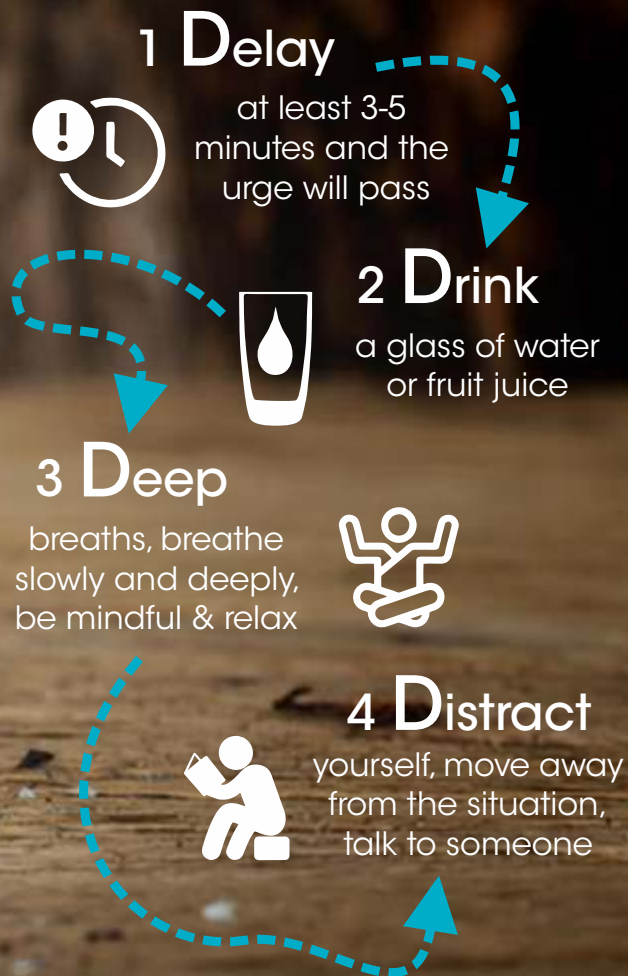 1 Delay
at least 3-5
minutes and the
urge will pass
2 Drink
a glass of water
or fruit juice
3 Deep
breaths, breathe
slowly and deeply,
be mindful & relax
4 Distract
yourself, move away
from the situation,
talk to someone